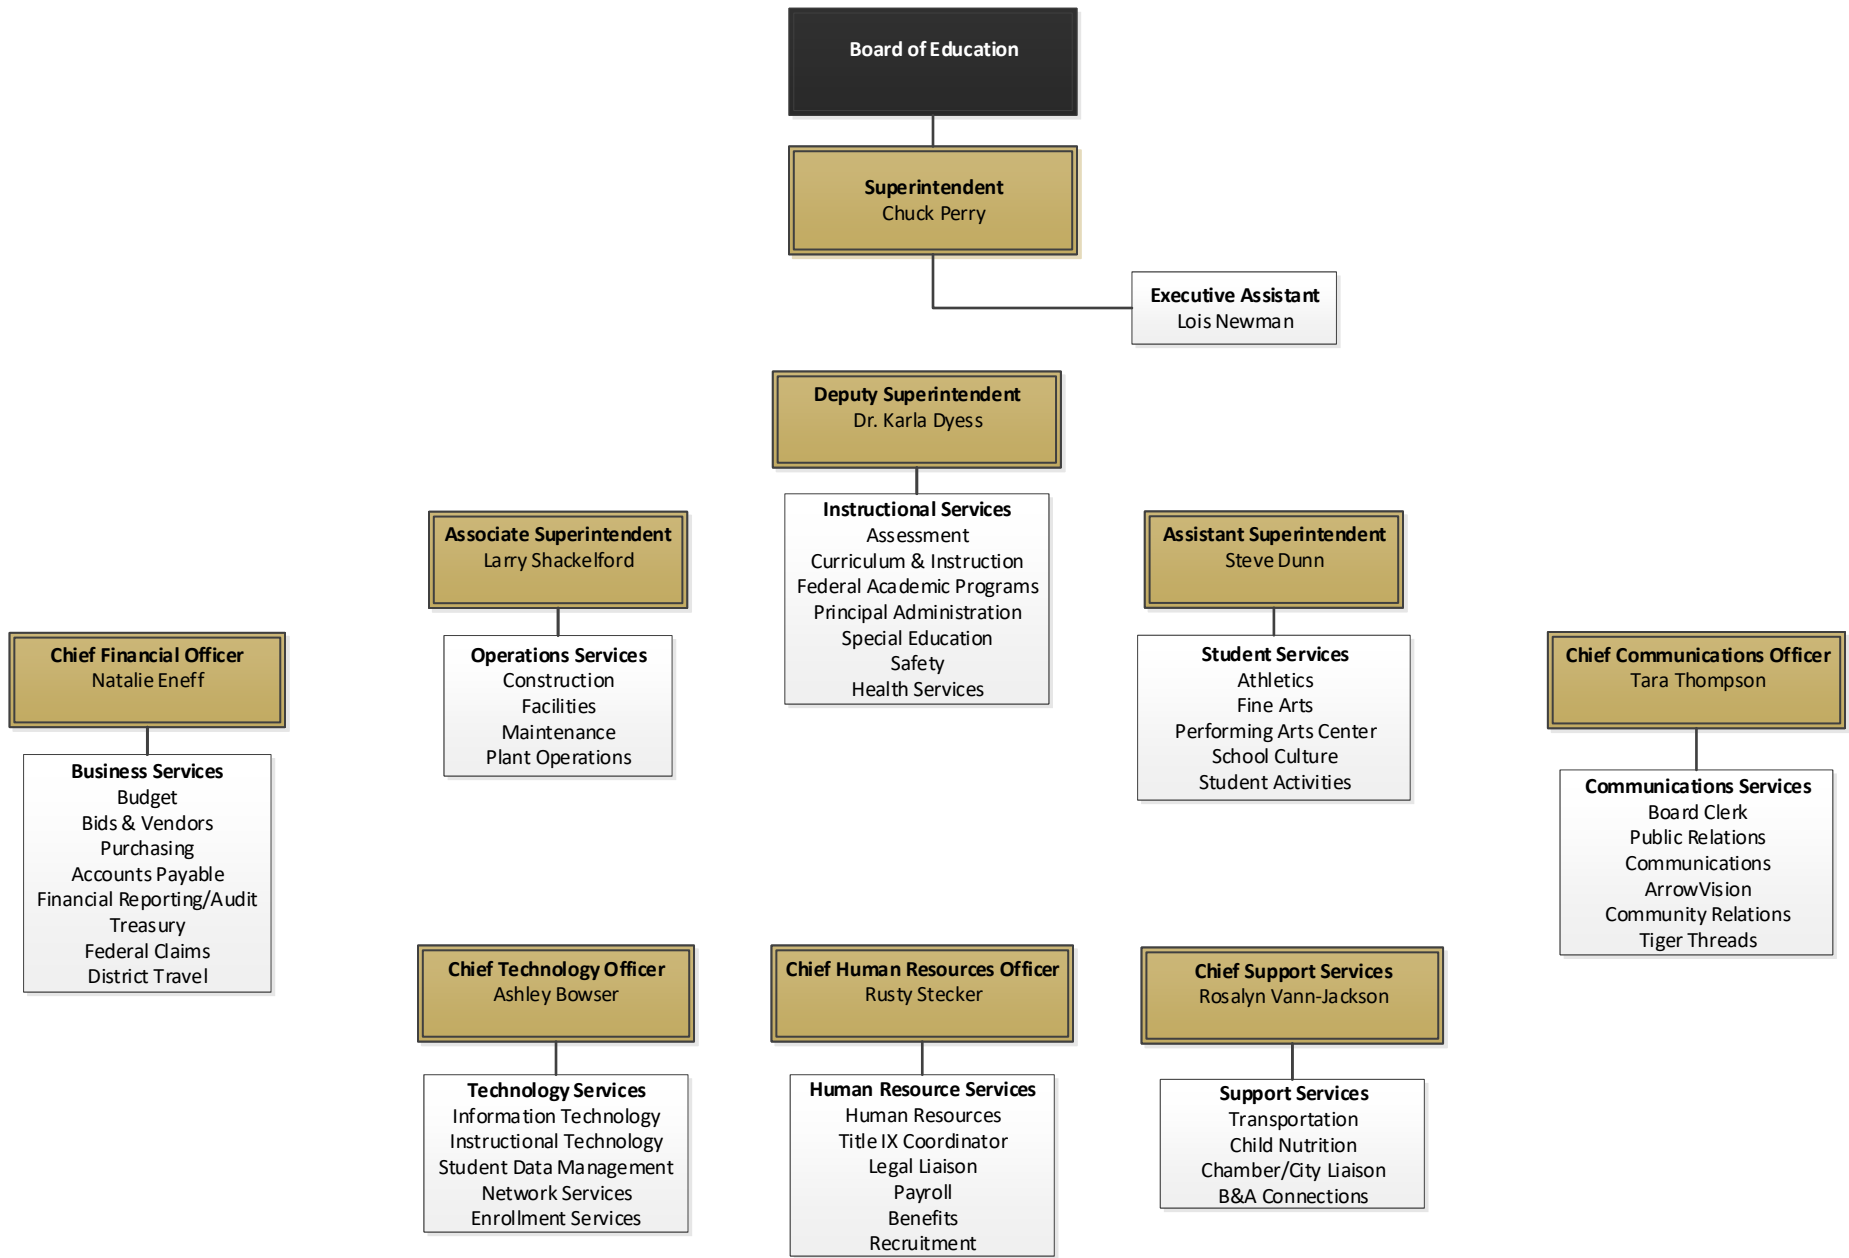 Board of Education
Superintendent
Chuck Perry
Executive Assistant
Lois Newman
Deputy Superintendent
Dr. Karla Dyess
Instructional Services
Assessment
Curriculum & Instruction
Federal Academic Programs
Principal Administration
Special Education
Safety
Health Services
Associate Superintendent
Larry Shackelford
Operations Services
Construction
Facilities
Maintenance
Plant Operations
Assistant Superintendent
Steve Dunn
Student Services
Athletics
Fine Arts
Performing Arts Center
School Culture
Student Activities
Chief Financial Officer
Natalie Eneff
Business Services
Budget
Bids & Vendors
Purchasing
Accounts Payable
Financial Reporting/Audit
Treasury
Federal Claims
District Travel
Chief Communications Officer
Tara Thompson
Communications Services
Board Clerk
Public Relations
Communications
ArrowVision
Community Relations
Tiger Threads
Chief Technology Officer
Ashley Bowser
Technology Services
Information Technology
Instructional Technology
Student Data Management
Network Services
Enrollment Services
Chief Human Resources Officer
Rusty Stecker
Human Resource Services
Human Resources
Title IX Coordinator
Legal Liaison
Payroll
Benefits
Recruitment
Chief Support Services
Rosalyn Vann-Jackson
Support Services
Transportation
Child Nutrition
Chamber/City Liaison
B&A Connections